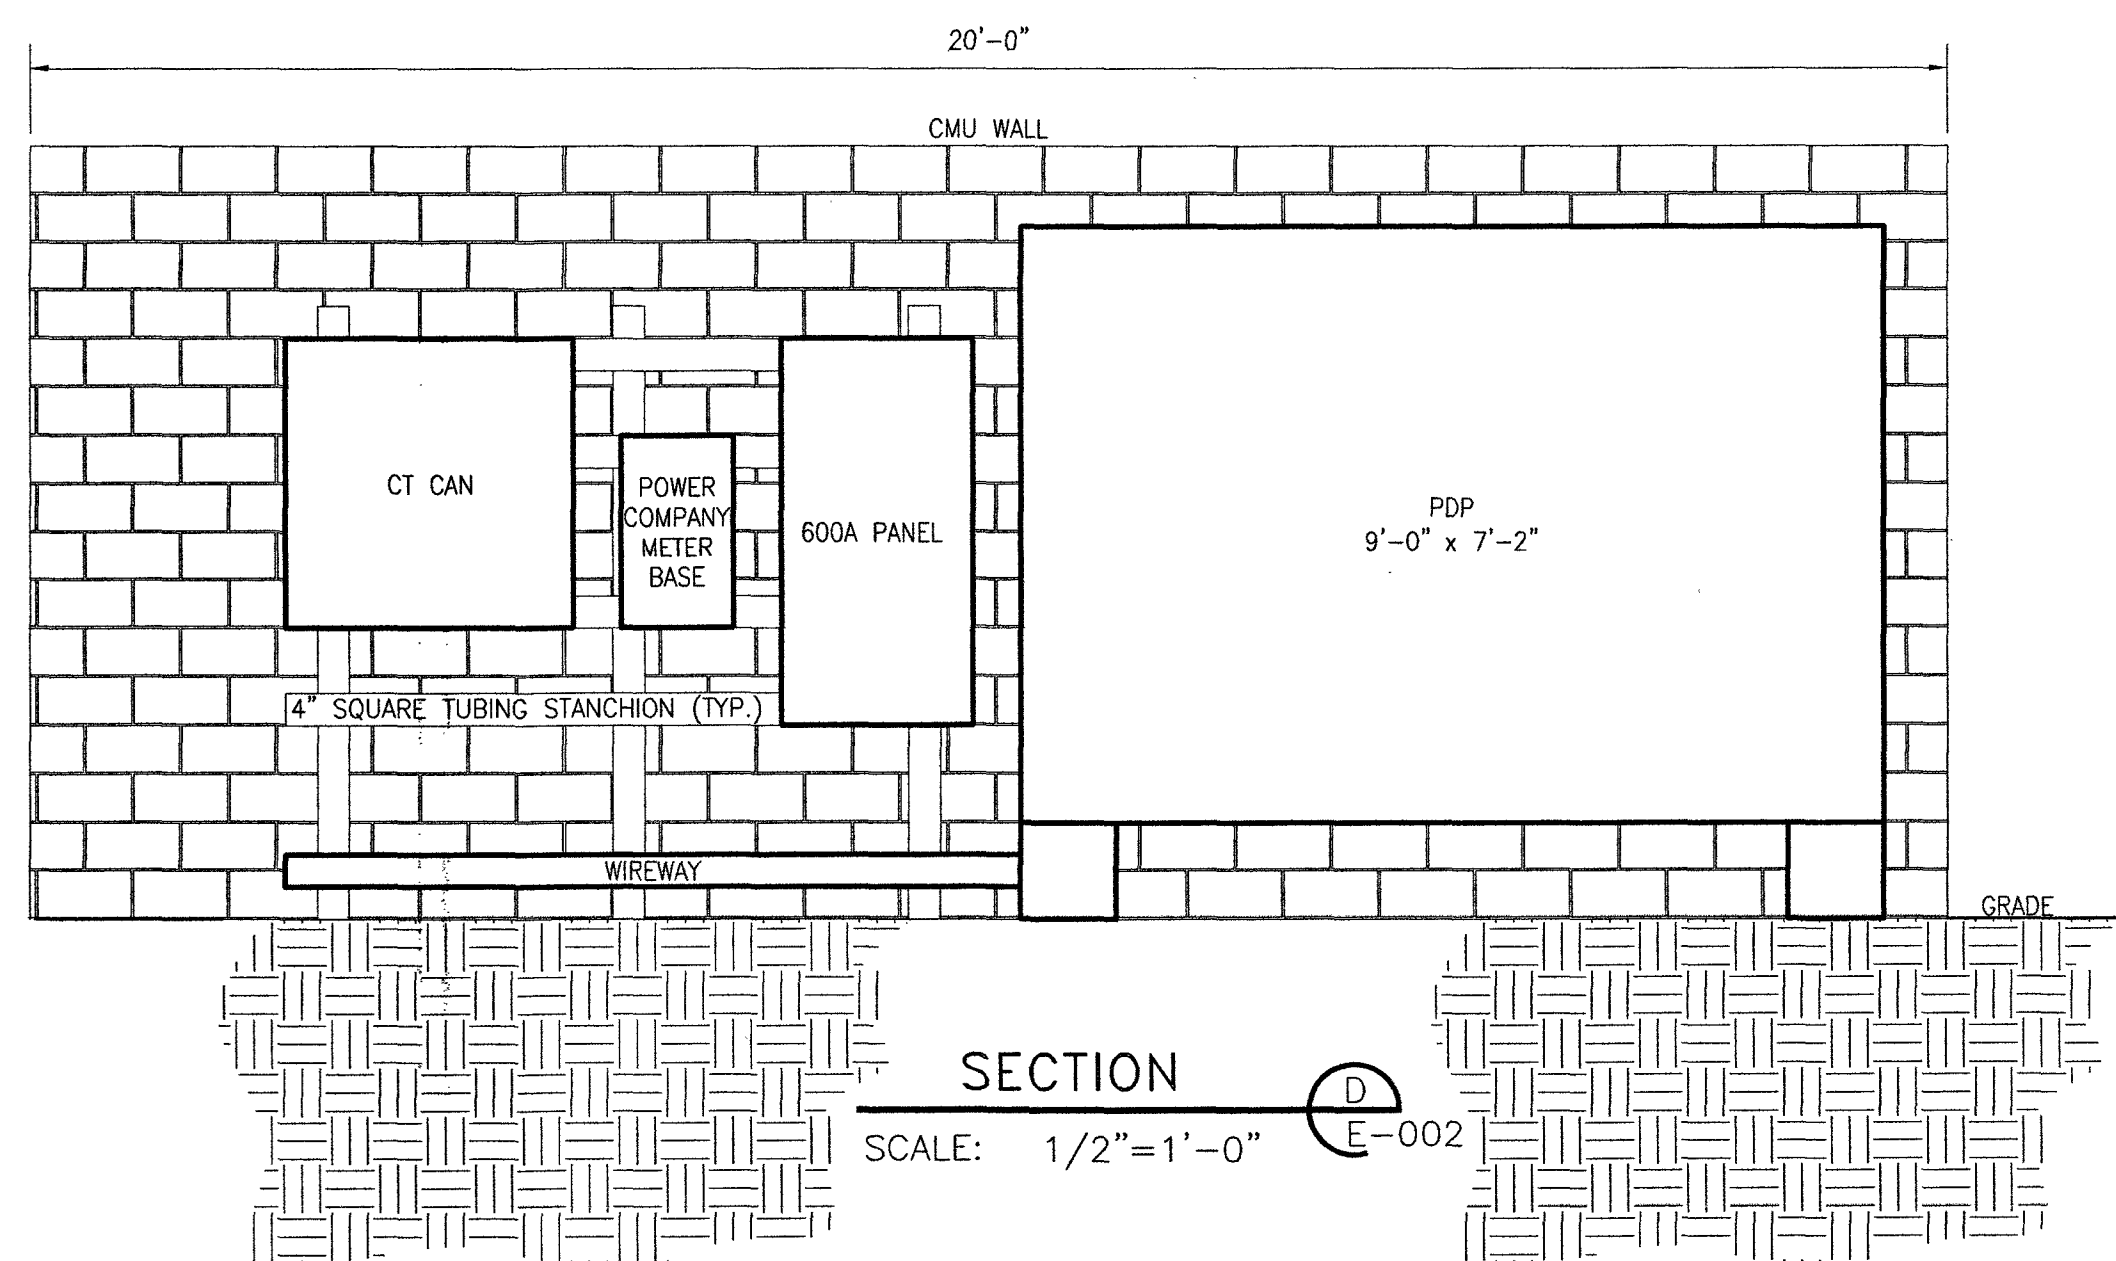 20'-0"
CMU WALL
CT CAN
POWER
COMPANY
METER
BASE
600A PANEL
PDP
9'-0" x 7'-2"
4" SQUARE TUBING STANCHION (TYP.)
WIREWAY
GRADE
SECTION
D
E-002
SCALE: 1/2"=1'-0"